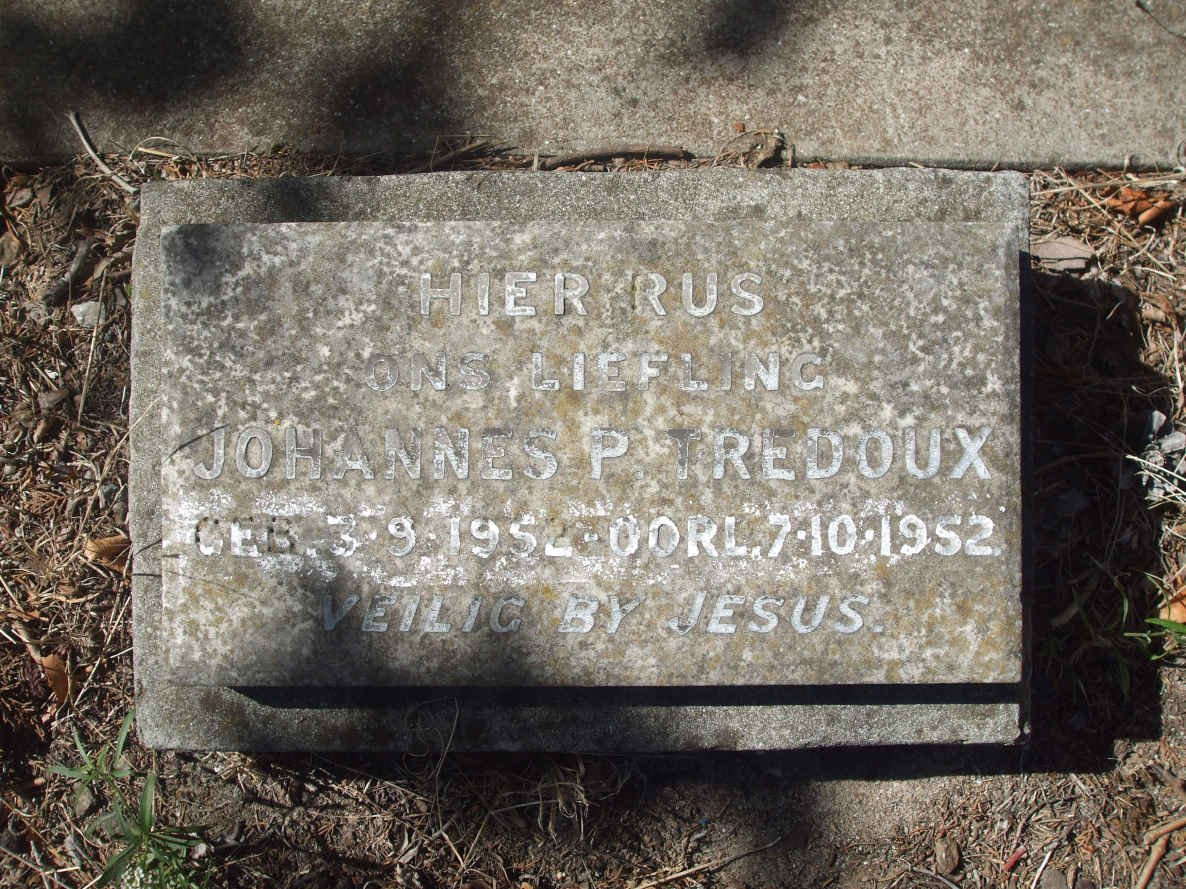 HIER RUS
ONS LIEFLING
JOHANNES P. TREDOUX
GEB. 3·9·1952·OORL.7·10·1952.
VEILIG BY JESUS.